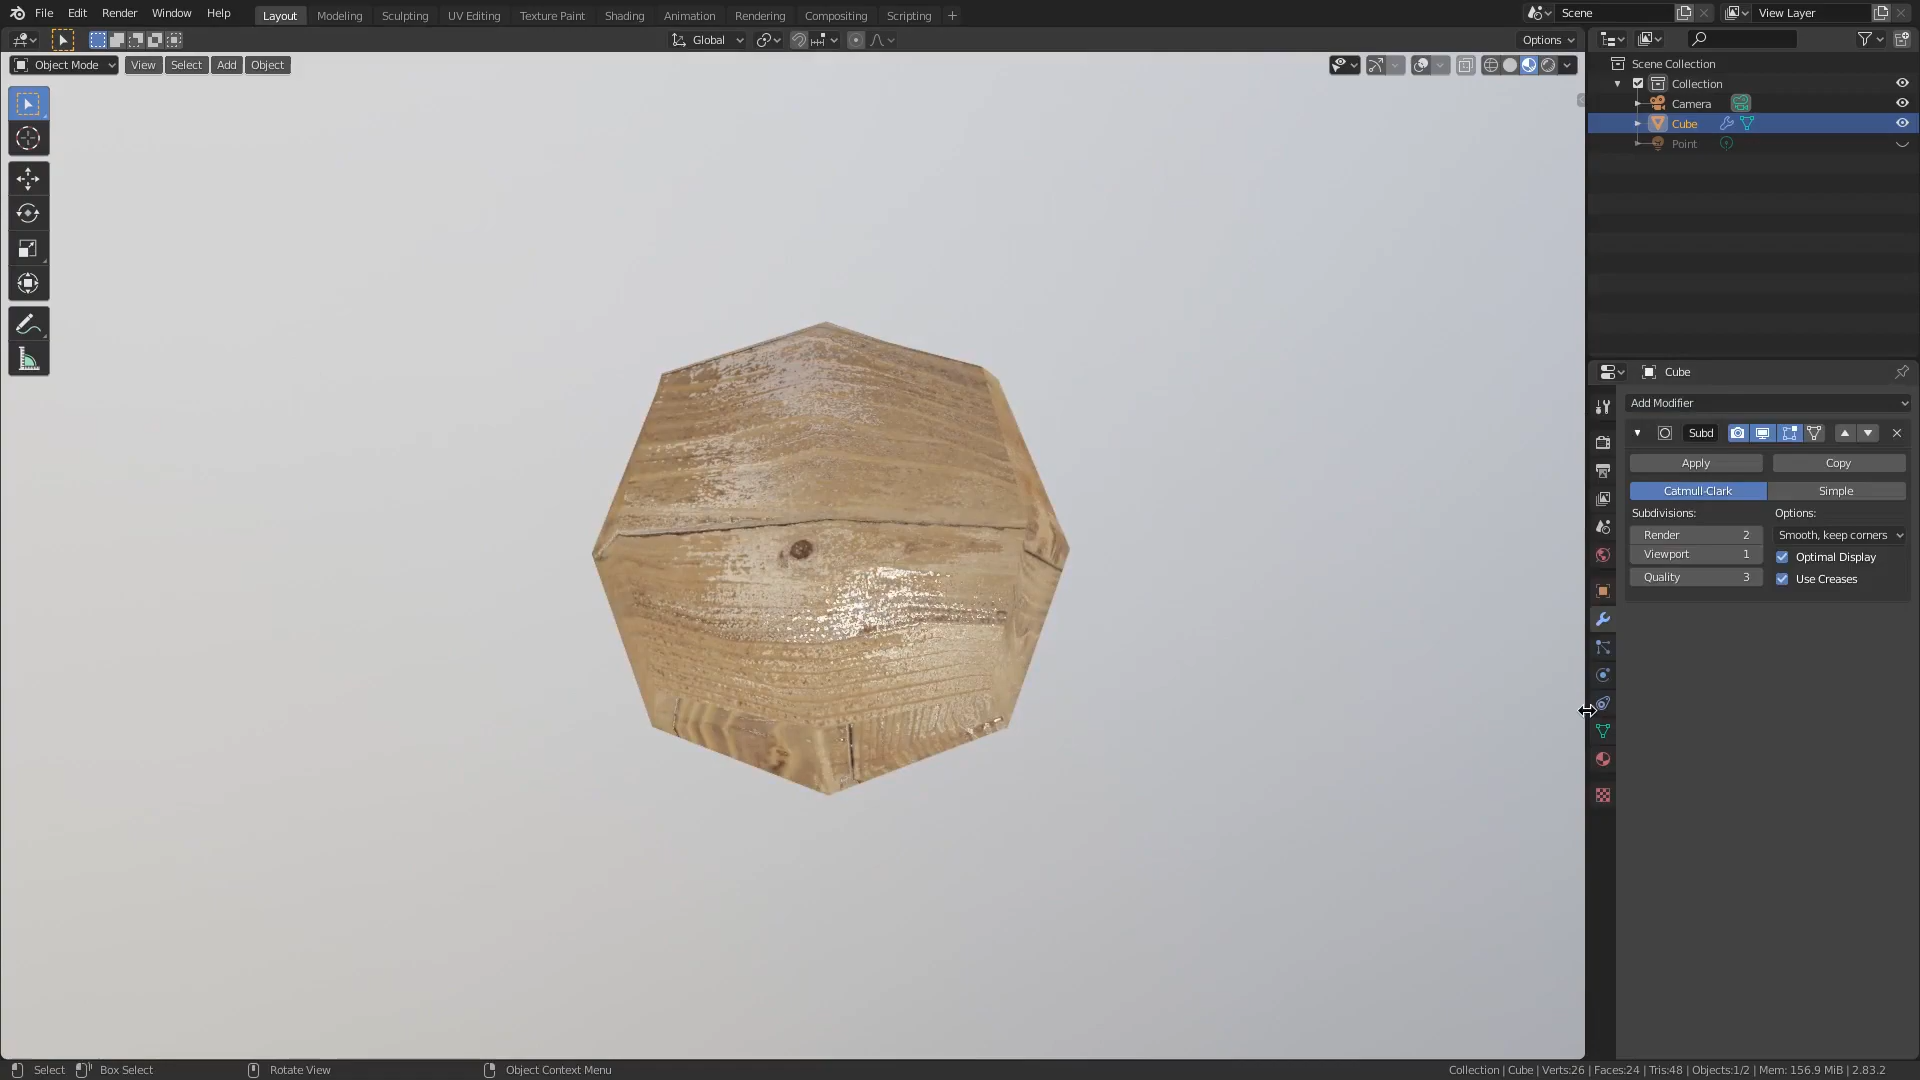 File Edit Render Window Help Layout Modeling Sculpting UV Editing Texture Paint Shading Animation Rendering Compositing Scripting + Scene View Layer
Global Options
Object Mode View Select Add Object
Scene Collection
Collection
Camera
Cube
Point
Cube
Add Modifier
Subd
Apply Copy
Catmull-Clark Simple
Subdivisions: Options:
Render 2 Smooth, keep corners
Viewport 1 Optimal Display
Quality 3 Use Creases
Select Box Select Rotate View Object Context Menu Collection | Cube | Verts:26 | Faces:24 | Tris:48 | Objects:1/2 | Mem: 156.9 MiB | 2.83.2